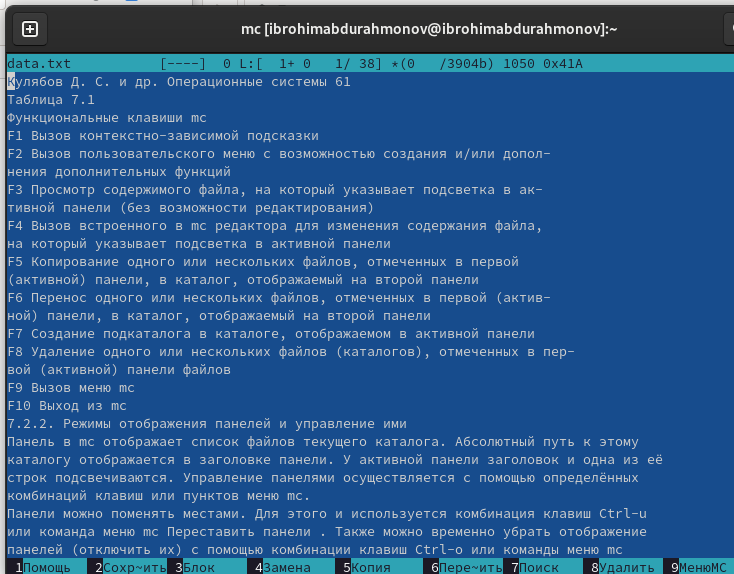 mc [ibrohimabdurahmonov@ibrohimabdurahmonov]:~
data.txt [----] 0 L:[ 1+ 0 1/ 38] *(0 /3904b) 1050 0x41A
Кулябов Д. С. и др. Операционные системы 61
Таблица 7.1
Функциональные клавиши mc
F1 Вызов контекстно-зависимой подсказки
F2 Вызов пользовательского меню с возможностью создания и/или допол-
нения дополнительных функций
F3 Просмотр содержимого файла, на который указывает подсветка в ак-
тивной панели (без возможности редактирования)
F4 Вызов встроенного в mc редактора для изменения содержания файла,
на который указывает подсветка в активной панели
F5 Копирование одного или нескольких файлов, отмеченных в первой
(активной) панели, в каталог, отображаемый на второй панели
F6 Перенос одного или нескольких файлов, отмеченных в первой (актив-
ной) панели, в каталог, отображаемый на второй панели
F7 Создание подкаталога в каталоге, отображаемом в активной панели
F8 Удаление одного или нескольких файлов (каталогов), отмеченных в пер-
вой (активной) панели файлов
F9 Вызов меню mc
F10 Выход из mc
7.2.2. Режимы отображения панелей и управление ими
Панель в mc отображает список файлов текущего каталога. Абсолютный путь к этому
каталогу отображается в заголовке панели. У активной панели заголовок и одна из её
строк подсвечиваются. Управление панелями осуществляется с помощью определённых
комбинаций клавиш или пунктов меню mc.
Панели можно поменять местами. Для этого и используется комбинация клавиш Ctrl-u
или команда меню mc Переставить панели . Также можно временно убрать отображение
панелей (отключить их) с помощью комбинации клавиш Ctrl-o или команды меню mc
1Помощь 2Сохр~ить 3Блок 4Замена 5Копия 6Пере~ить 7Поиск 8Удалить 9МенюMC